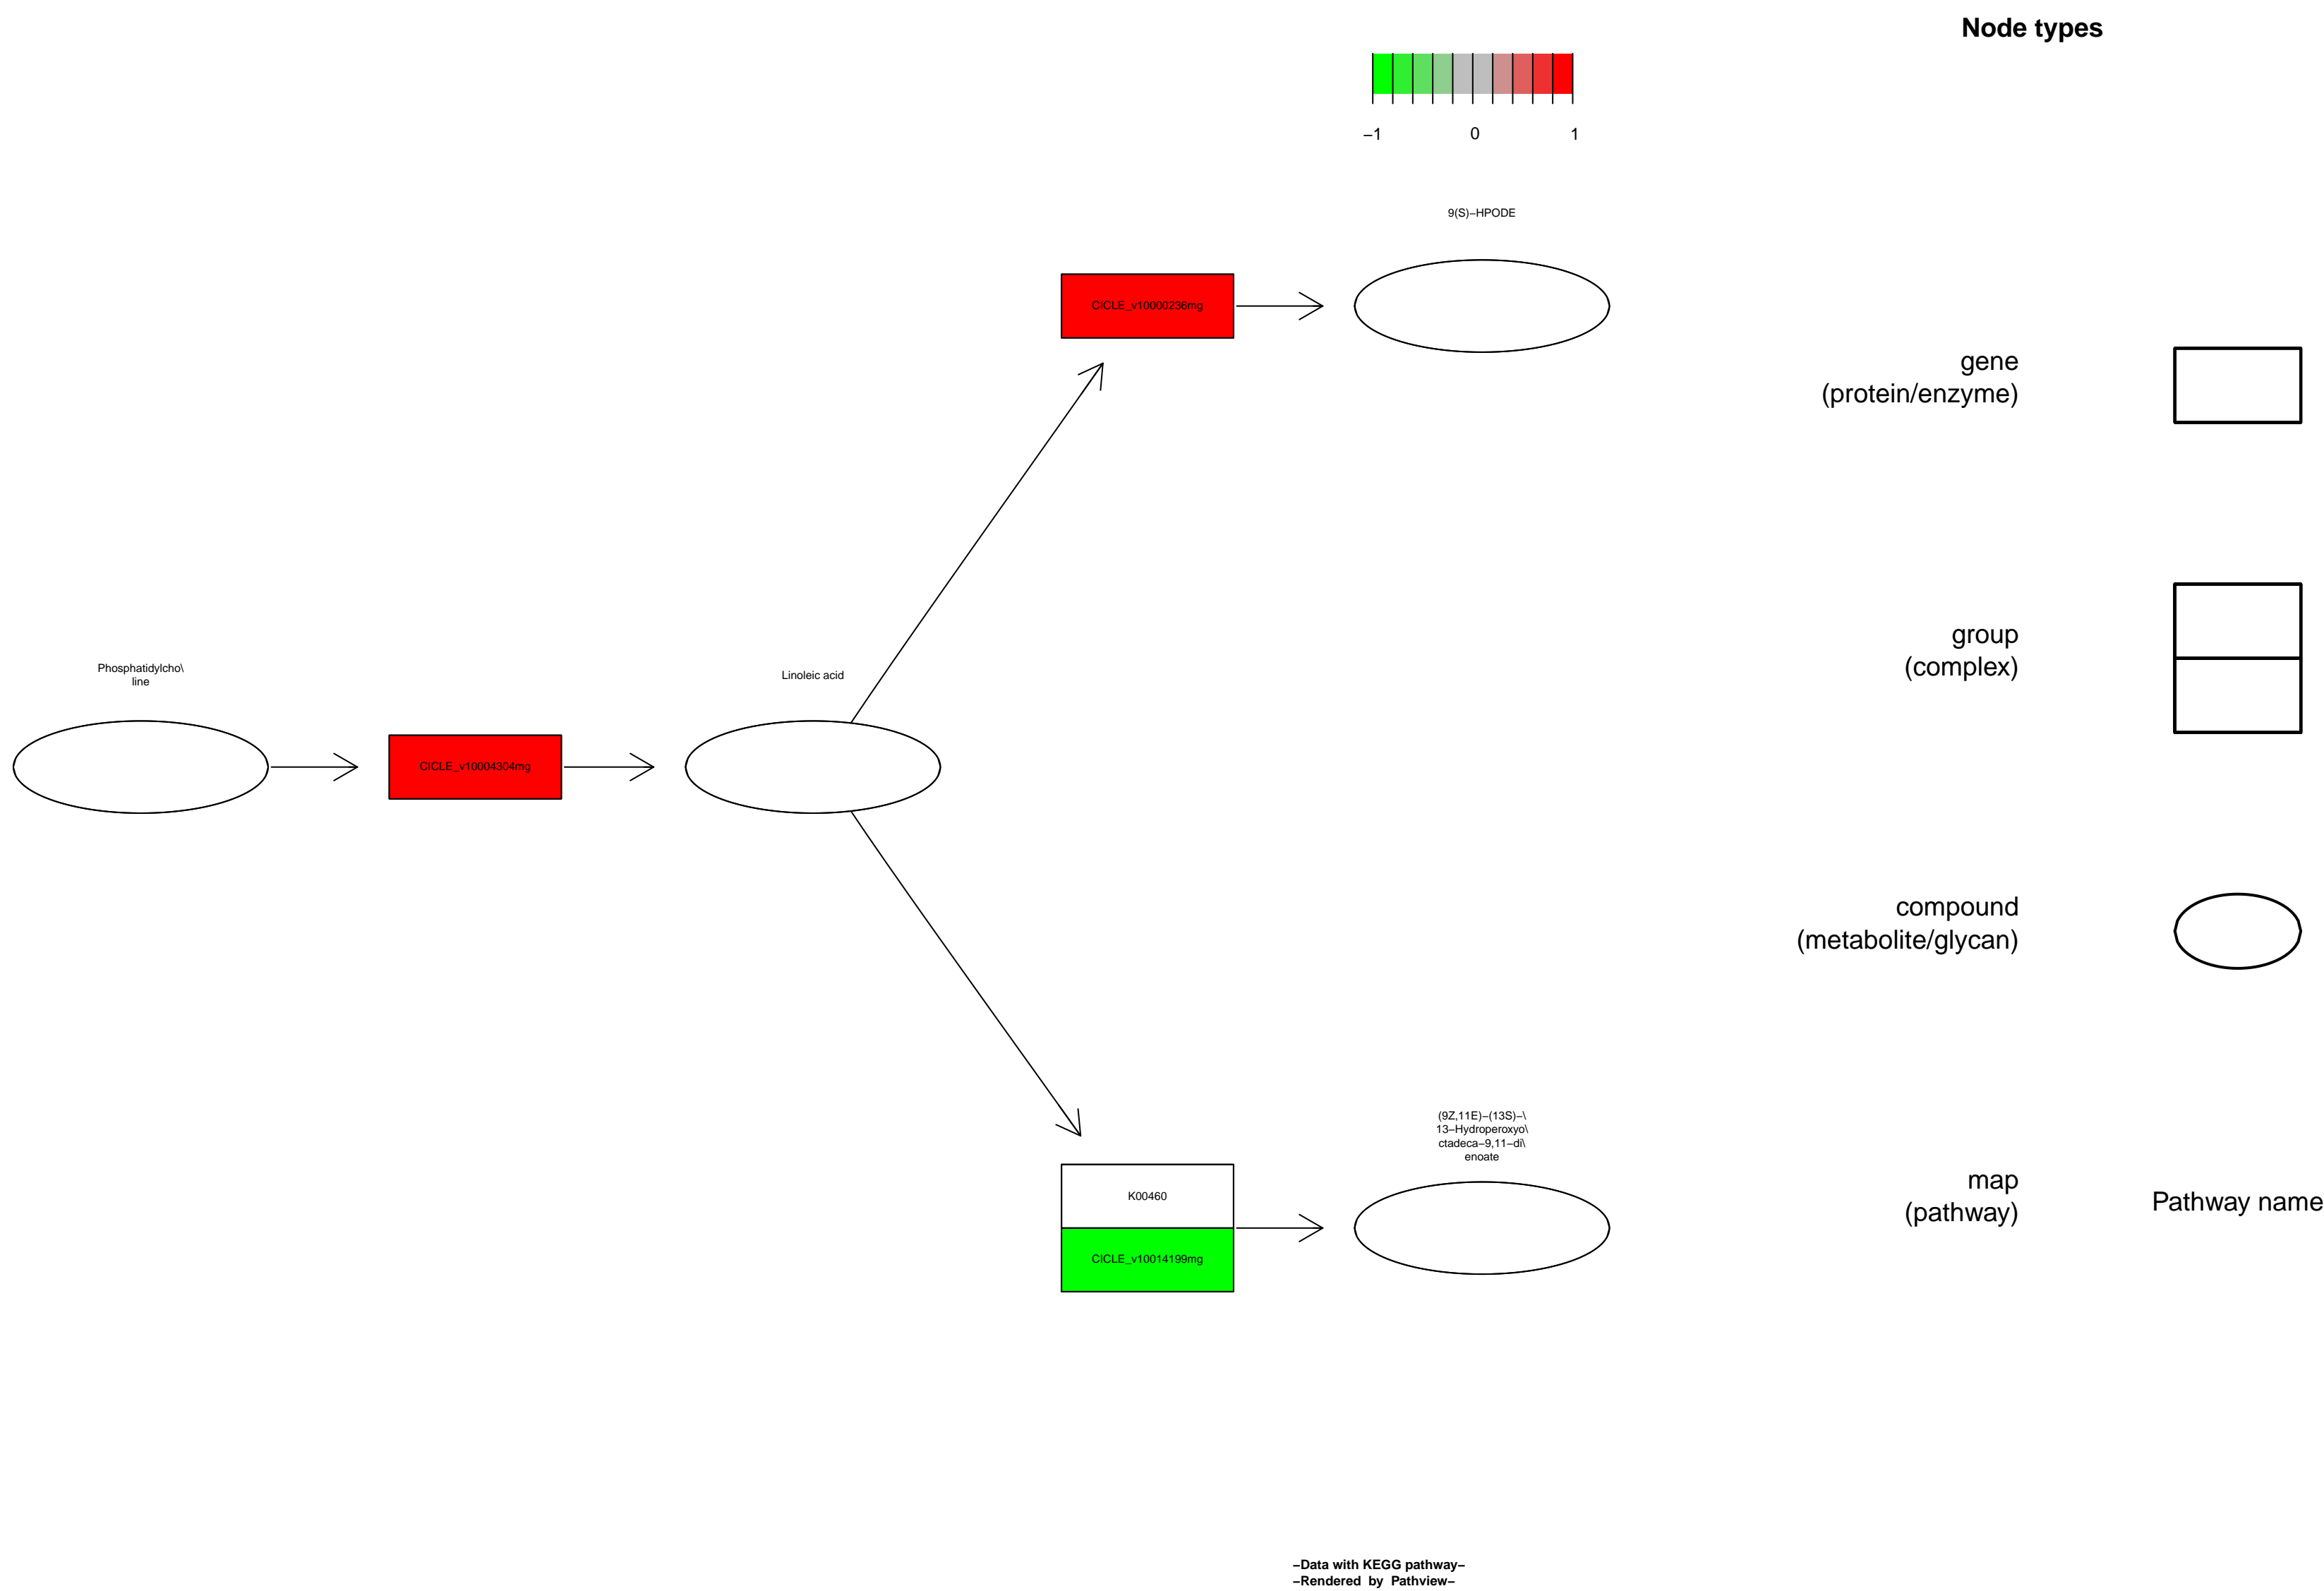 Node types
−1 0 1
9(S)−HPODE
CICLE_v10000236mg
gene
(protein/enzyme)
group
(complex)
Phosphatidylcho\
line
Linoleic acid
CICLE_v10004304mg
compound
(metabolite/glycan)
(9Z,11E)−(13S)−\
13−Hydroperoxyo\
ctadeca−9,11−di\
enoate
K00460
CICLE_v10014199mg
map
(pathway)
Pathway name
−Data with KEGG pathway−
−Rendered by Pathview−